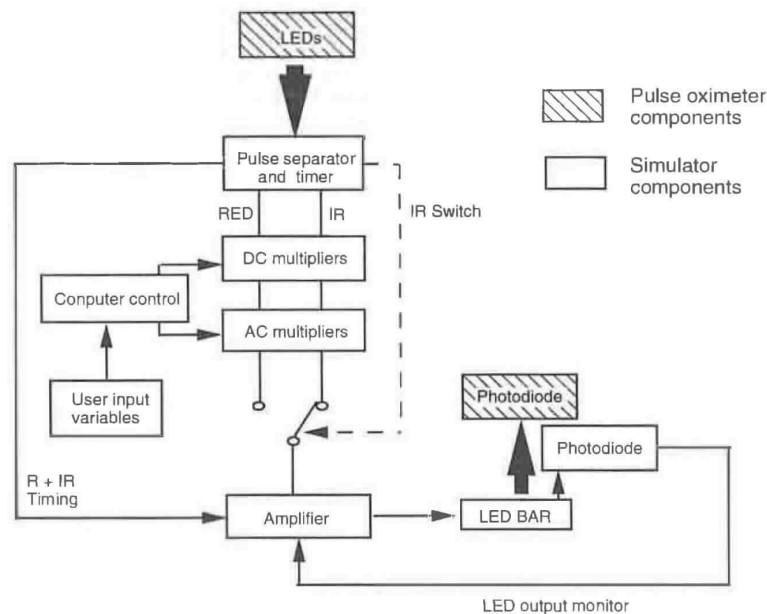 LEDs
Pulse separator
and timer
RED
IR
IR Switch
DC multipliers
Conputer control
AC multipliers
User input
variables
R + IR
Timing
Amplifier
LED BAR
Photodiode
Photodiode
LED output monitor
Pulse oximeter
components
Simulator
components